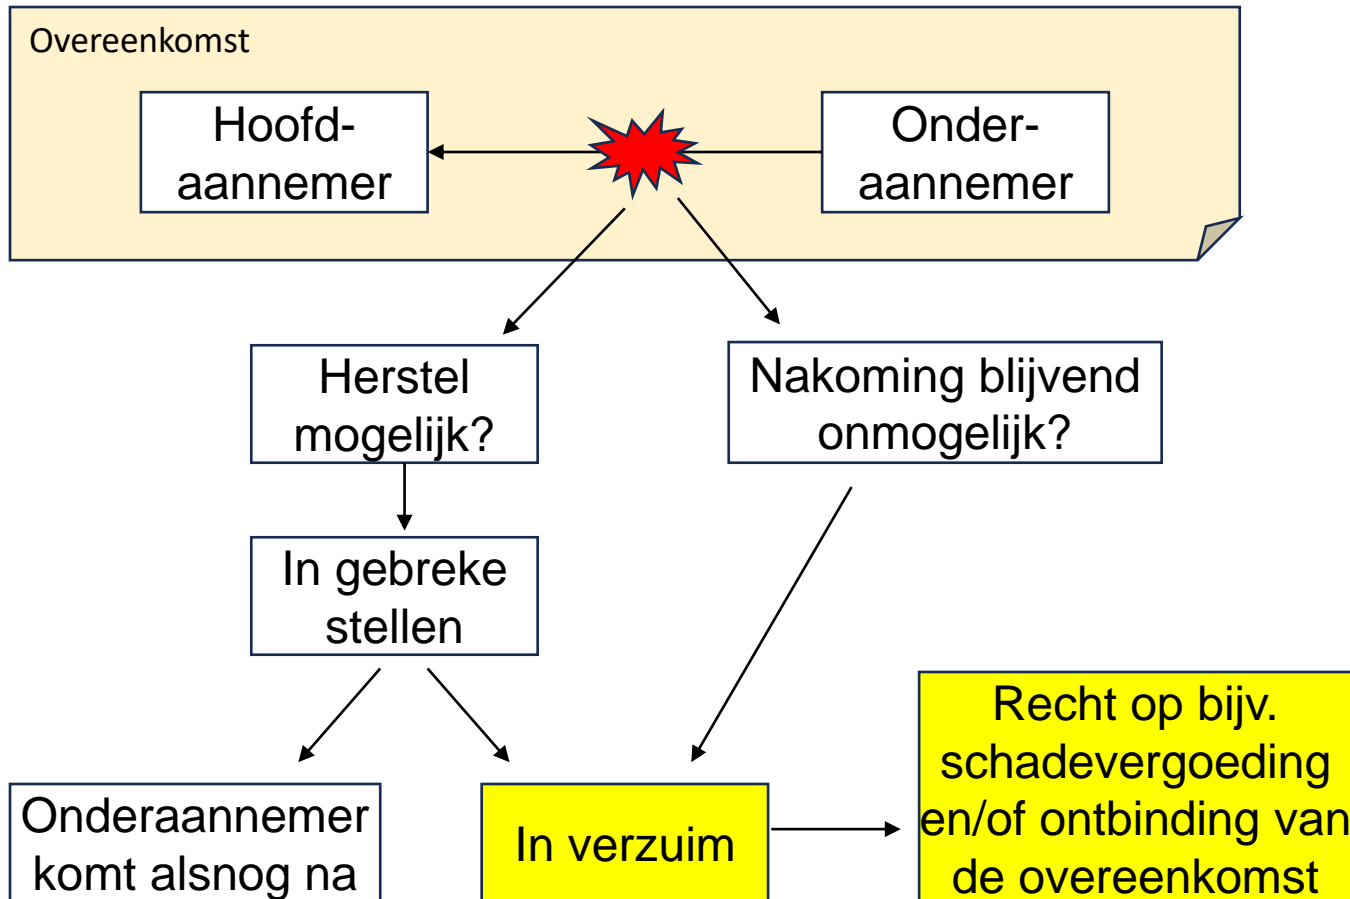 Overeenkomst
Hoofd-
aannemer
Onder-
aannemer
Herstel
mogelijk?
Nakoming blijvend
onmogelijk?
In gebreke
stellen
Onderaannemer
komt alsnog na
In verzuim
Recht op bijv.
schadevergoeding
en/of ontbinding van
de overeenkomst